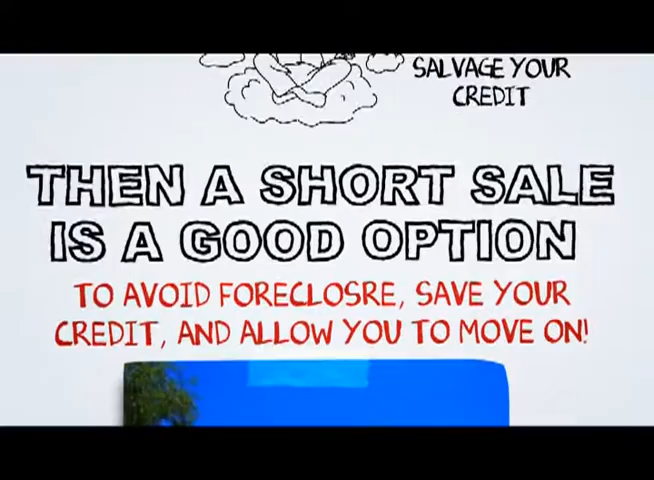 SALVAGE YOUR
CREDIT
THEN A SHORT SALE
IS A GOOD OPTION
TO AVOID FORECLOSRE, SAVE YOUR
CREDIT, AND ALLOW YOU TO MOVE ON!